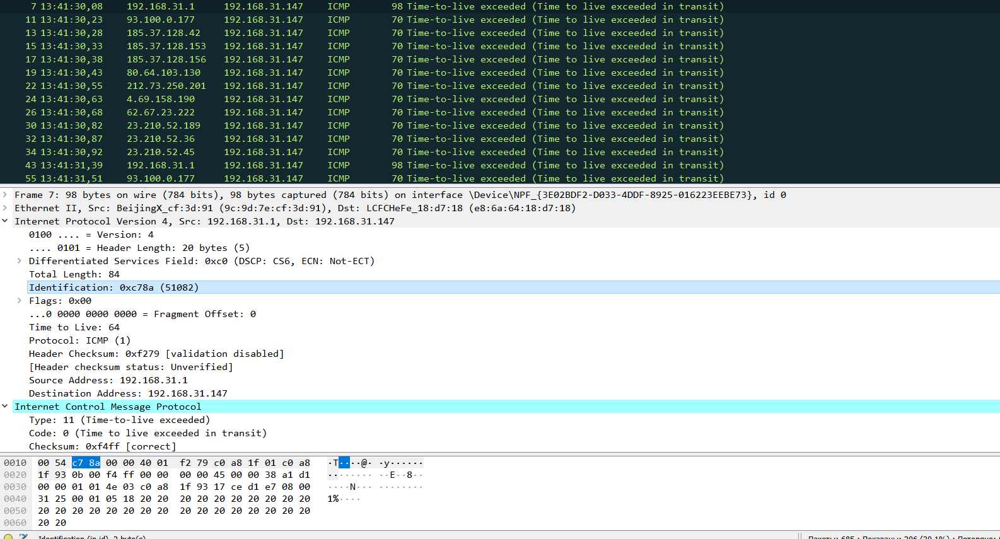 7 13:41:30,08 192.168.31.1 192.168.31.147 ICMP 98 Time-to-live exceeded (Time to live exceeded in transit)
11 13:41:30,23 93.100.0.177 192.168.31.147 ICMP 70 Time-to-live exceeded (Time to live exceeded in transit)
13 13:41:30,28 185.37.128.42 192.168.31.147 ICMP 70 Time-to-live exceeded (Time to live exceeded in transit)
15 13:41:30,33 185.37.128.153 192.168.31.147 ICMP 70 Time-to-live exceeded (Time to live exceeded in transit)
17 13:41:30,38 185.37.128.156 192.168.31.147 ICMP 70 Time-to-live exceeded (Time to live exceeded in transit)
19 13:41:30,43 80.64.103.130 192.168.31.147 ICMP 70 Time-to-live exceeded (Time to live exceeded in transit)
22 13:41:30,55 212.73.250.201 192.168.31.147 ICMP 70 Time-to-live exceeded (Time to live exceeded in transit)
24 13:41:30,63 4.69.158.190 192.168.31.147 ICMP 70 Time-to-live exceeded (Time to live exceeded in transit)
26 13:41:30,68 62.67.23.222 192.168.31.147 ICMP 70 Time-to-live exceeded (Time to live exceeded in transit)
30 13:41:30,82 23.210.52.189 192.168.31.147 ICMP 70 Time-to-live exceeded (Time to live exceeded in transit)
32 13:41:30,87 23.210.52.36 192.168.31.147 ICMP 70 Time-to-live exceeded (Time to live exceeded in transit)
34 13:41:30,92 23.210.52.45 192.168.31.147 ICMP 70 Time-to-live exceeded (Time to live exceeded in transit)
43 13:41:31,39 192.168.31.1 192.168.31.147 ICMP 98 Time-to-live exceeded (Time to live exceeded in transit)
55 13:41:31,51 93.100.0.177 192.168.31.147 ICMP 70 Time-to-live exceeded (Time to live exceeded in transit)
Frame 7: 98 bytes on wire (784 bits), 98 bytes captured (784 bits) on interface \Device\NPF_{3E02BDF2-D033-4DDF-8925-016223EEBE73}, id 0
Ethernet II, Src: BeijingX_cf:3d:91 (9c:9d:7e:cf:3d:91), Dst: LCFCHeFe_18:d7:18 (e8:6a:64:18:d7:18)
Internet Protocol Version 4, Src: 192.168.31.1, Dst: 192.168.31.147
0100 .... = Version: 4
.... 0101 = Header Length: 20 bytes (5)
Differentiated Services Field: 0xc0 (DSCP: CS6, ECN: Not-ECT)
Total Length: 84
Identification: 0xc78a (51082)
Flags: 0x00
...0 0000 0000 0000 = Fragment Offset: 0
Time to Live: 64
Protocol: ICMP (1)
Header Checksum: 0xf279 [validation disabled]
[Header checksum status: Unverified]
Source Address: 192.168.31.1
Destination Address: 192.168.31.147
Internet Control Message Protocol
Type: 11 (Time-to-live exceeded)
Code: 0 (Time to live exceeded in transit)
Checksum: 0xf4ff [correct]
0010 00 54 c7 8a 00 00 40 01 f2 79 c0 a8 1f 01 c0 a8 ·T····@· ·y······
0020 1f 93 0b 00 f4 ff 00 00 00 00 45 00 00 38 a1 d1 ········ ··E··8··
0030 00 00 01 01 4e 03 c0 a8 1f 93 17 ce d1 e7 08 00 ····N··· ········
0040 31 25 00 01 05 18 20 20 20 20 20 20 20 20 20 20 1%····
0050 20 20 20 20 20 20 20 20 20 20 20 20 20 20 20 20
0060 20 20
Identification (ip.id), 2 byte(s)
Пакеты: 685 · Показаны: 206 (30.1%) · Потеряно: